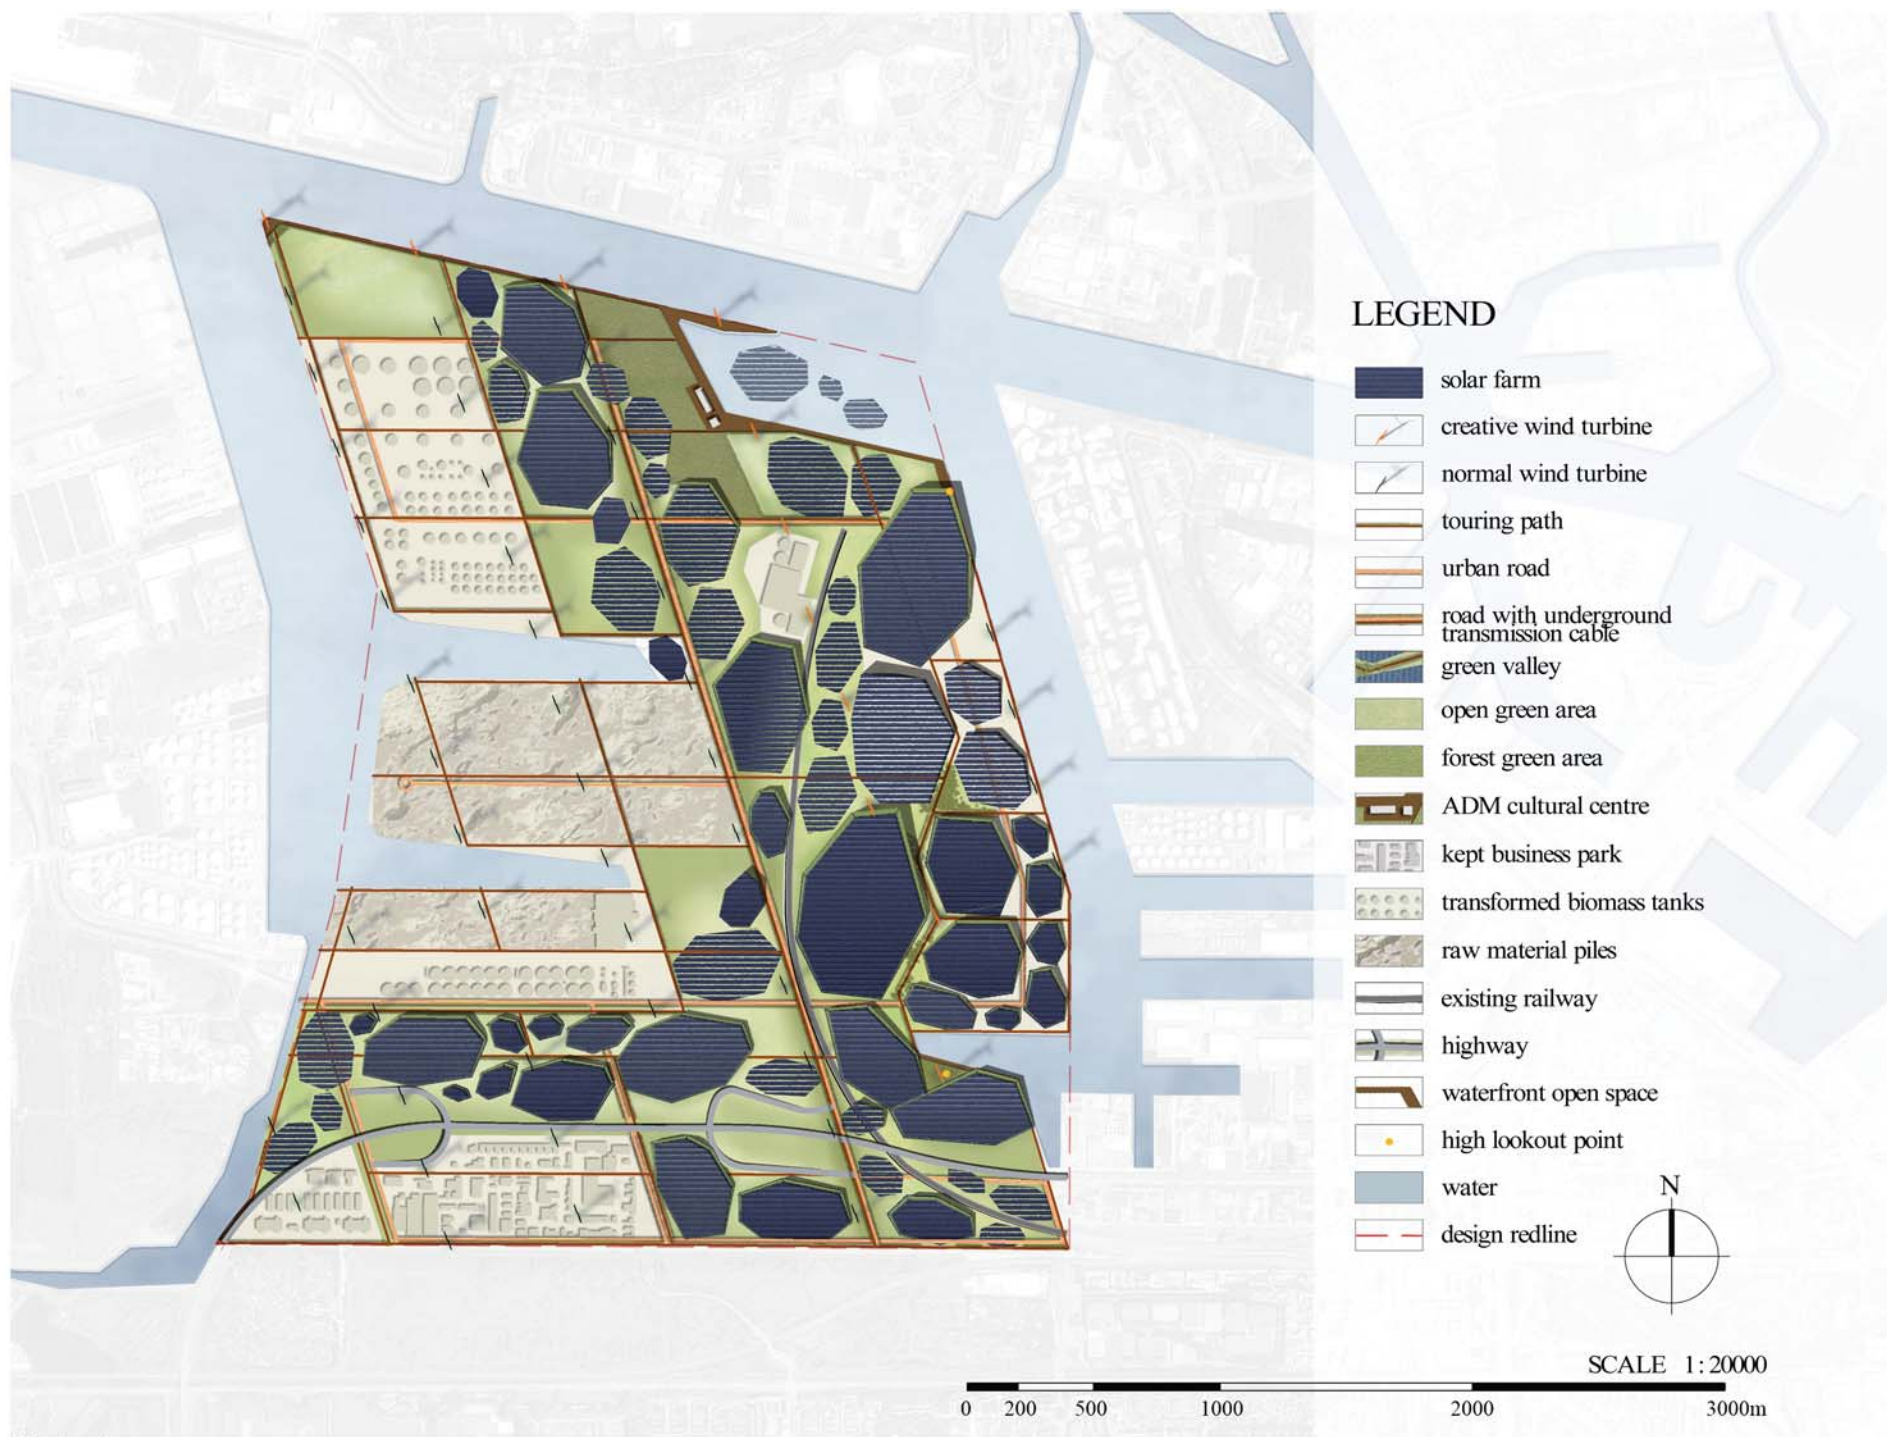 LEGEND
solar farm
creative wind turbine
normal wind turbine
touring path
urban road
road with underground
transmission cable
green valley
open green area
forest green area
ADM cultural centre
kept business park
transformed biomass tanks
raw material piles
existing railway
highway
waterfront open space
high lookout point
water
design redline
N
SCALE 1:20000
0 200 500 1000 2000 3000m